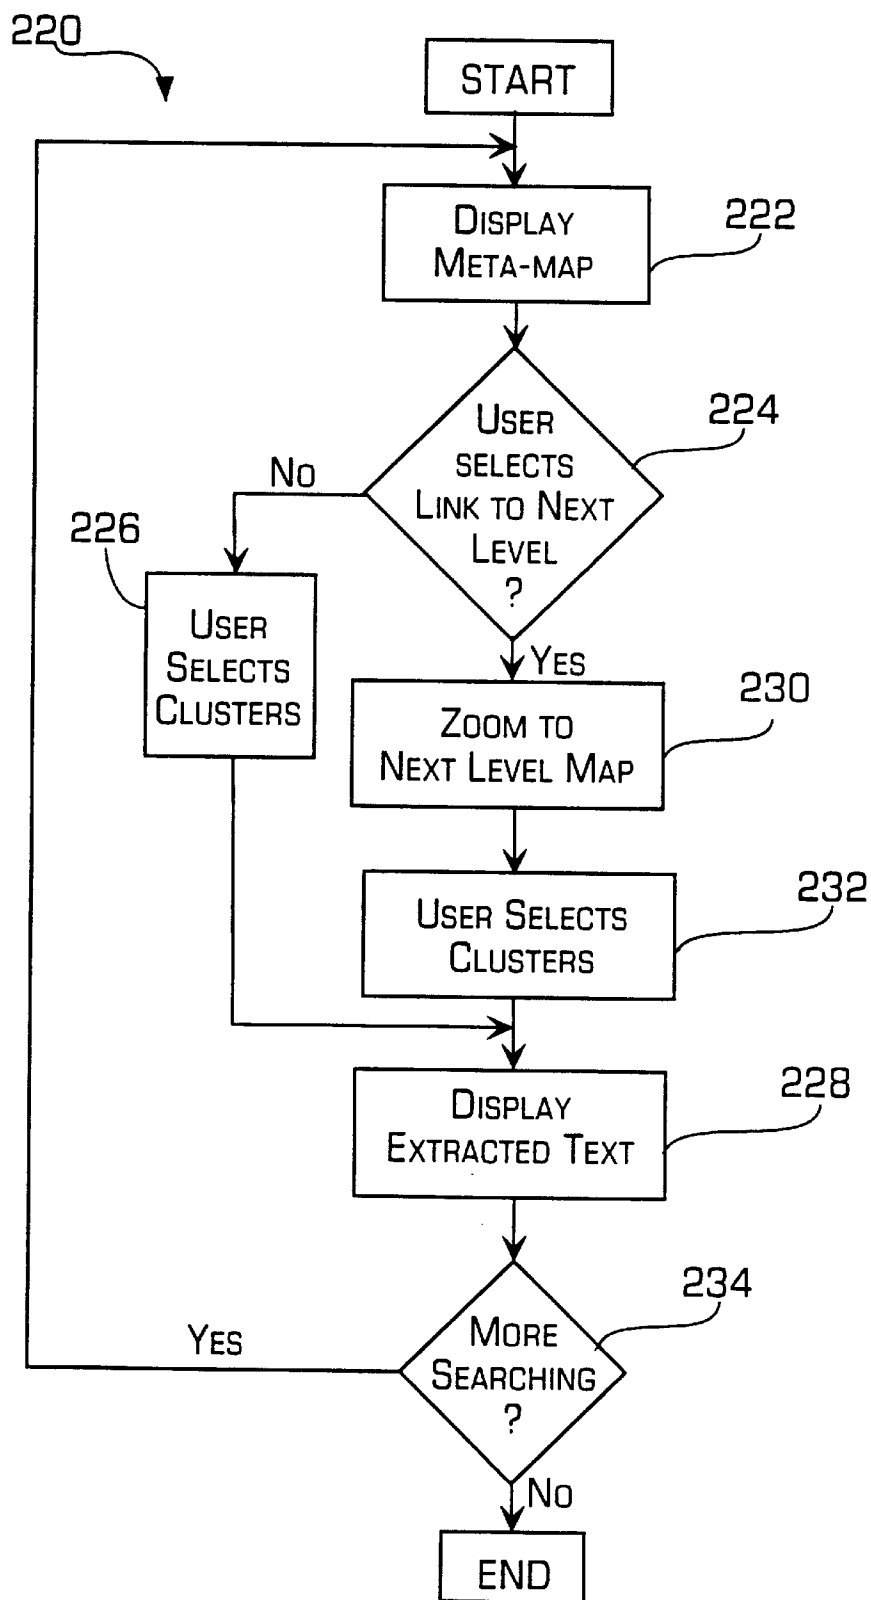 220
START
DISPLAY
META-MAP
222
USER
SELECTS
LINK TO NEXT
LEVEL
?
224
NO
226
USER
SELECTS
CLUSTERS
YES
ZOOM TO
NEXT LEVEL MAP
230
USER SELECTS
CLUSTERS
232
DISPLAY
EXTRACTED TEXT
228
MORE
SEARCHING
?
234
YES
NO
END